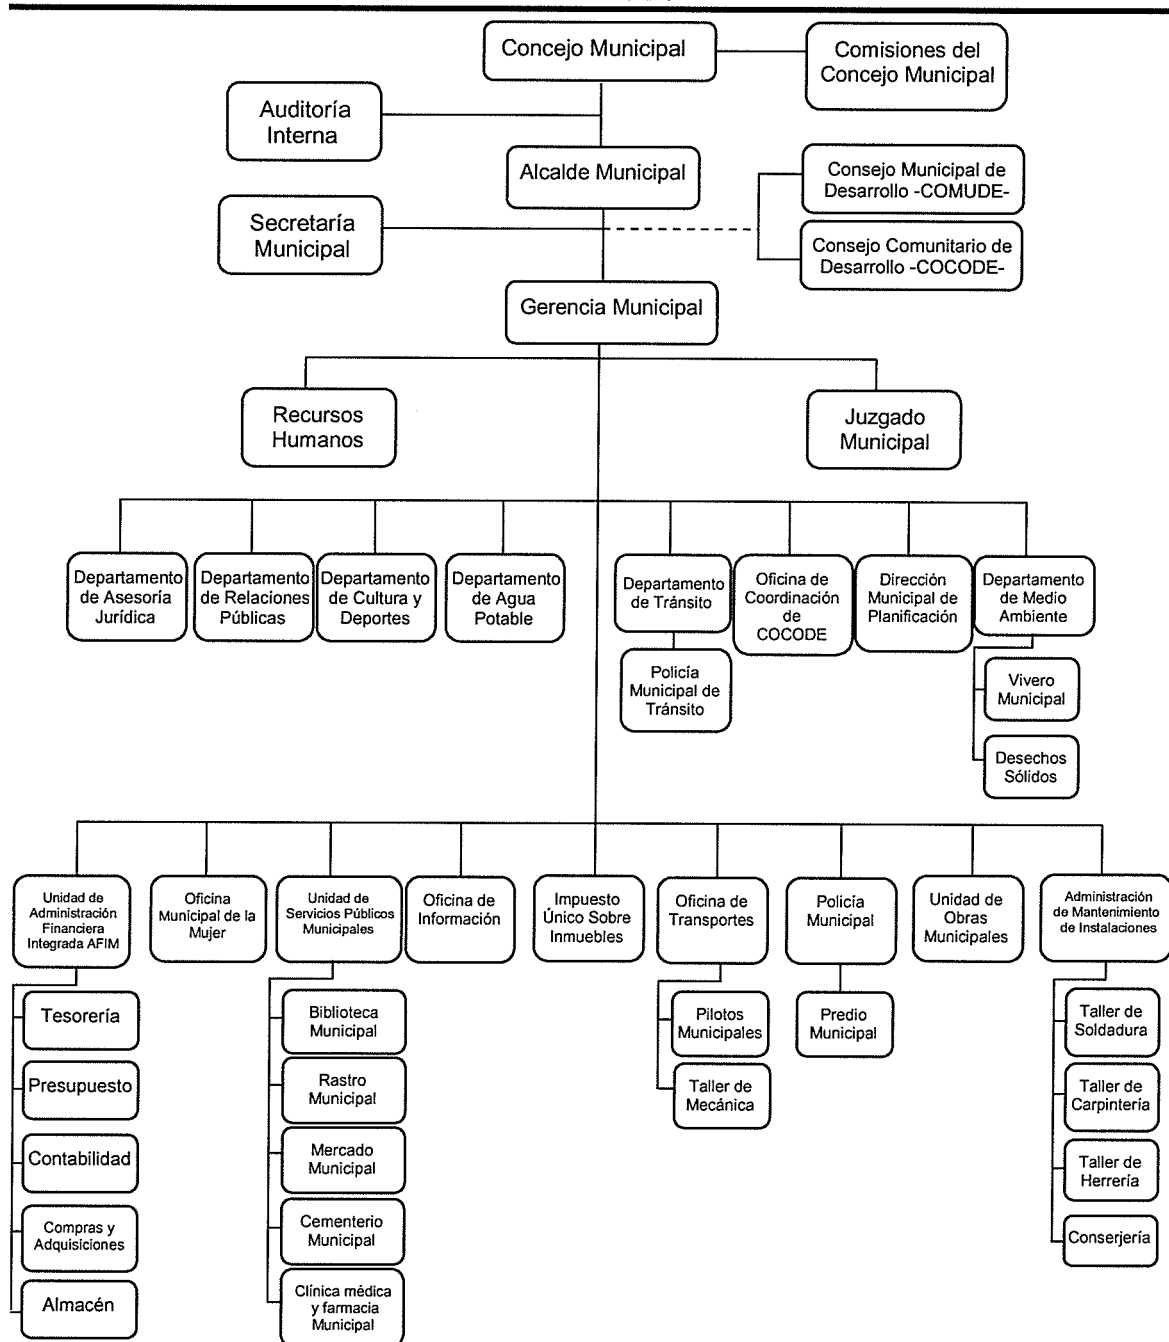 Concejo Municipal
Comisiones del
Concejo Municipal
Auditoría
Interna
Alcalde Municipal
Consejo Municipal de
Desarrollo -COMUDE-
Secretaría
Municipal
Consejo Comunitario de
Desarrollo -COCODE-
Gerencia Municipal
Recursos
Humanos
Juzgado
Municipal
Departamento
de Asesoría
Jurídica
Departamento
de Relaciones
Públicas
Departamento
de Cultura y
Deportes
Departamento
de Agua
Potable
Departamento
de Tránsito
Oficina de
Coordinación
de
COCODE
Dirección
Municipal de
Planificación
Departamento
de Medio
Ambiente
Policía
Municipal de
Tránsito
Vivero
Municipal
Desechos
Sólidos
Unidad de
Administración
Financiera
Integrada AFIM
Oficina
Municipal de la
Mujer
Unidad de
Servicios Públicos
Municipales
Oficina de
Información
Impuesto
Único Sobre
Inmuebles
Oficina de
Transportes
Policía
Municipal
Unidad de
Obras
Municipales
Administración
de Mantenimiento
de Instalaciones
Tesorería
Presupuesto
Contabilidad
Compras y
Adquisiciones
Almacén
Biblioteca
Municipal
Rastro
Municipal
Mercado
Municipal
Cementerio
Municipal
Clínica médica
y farmacia
Municipal
Pilotos
Municipales
Taller de
Mecánica
Predio
Municipal
Taller de
Soldadura
Taller de
Carpintería
Taller de
Herrería
Conserjería